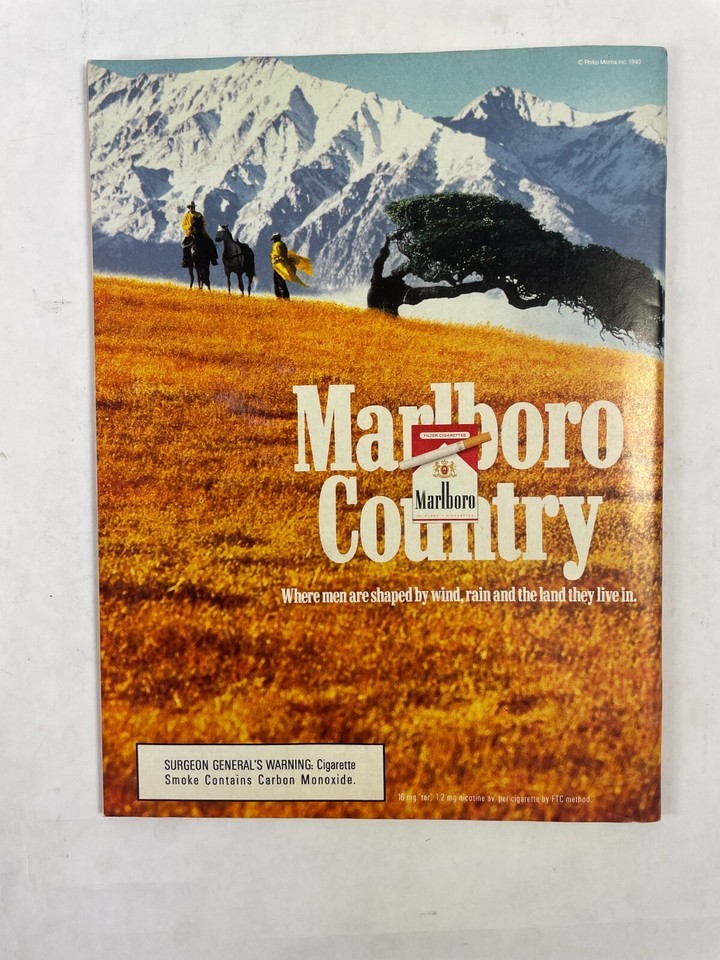 © Philip Morris Inc. 1993
Marlboro
FILTER CIGARETTES
Marlboro
Country
Where men are shaped by wind, rain and the land they live in.
SURGEON GENERAL'S WARNING: Cigarette
Smoke Contains Carbon Monoxide.
16 mg "tar," 1.2 mg nicotine av. per cigarette by FTC method.